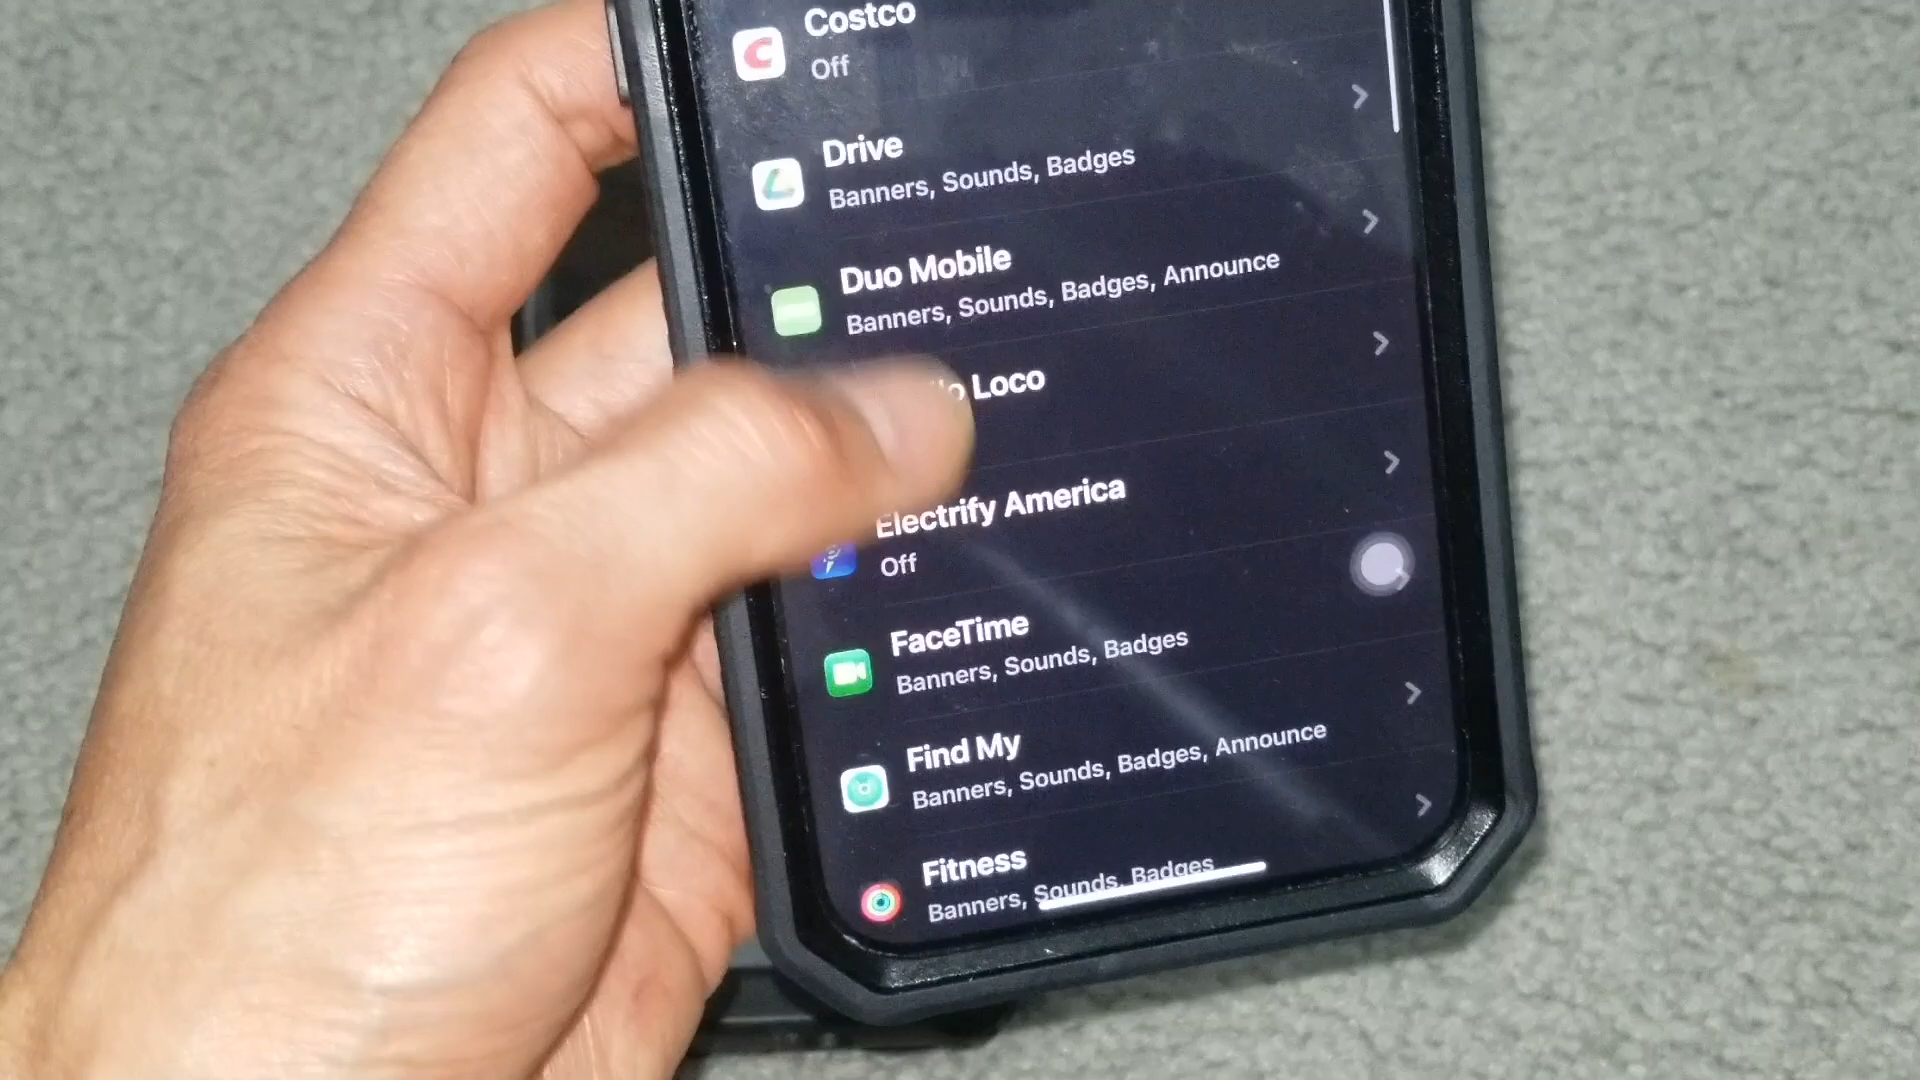 Costco
Off
Drive
Banners, Sounds, Badges
Duo Mobile
Banners, Sounds, Badges, Announce
Loco
Electrify America
Off
FaceTime
Banners, Sounds, Badges
Find My
Banners, Sounds, Badges, Announce
Fitness
Banners, Sounds, Badges